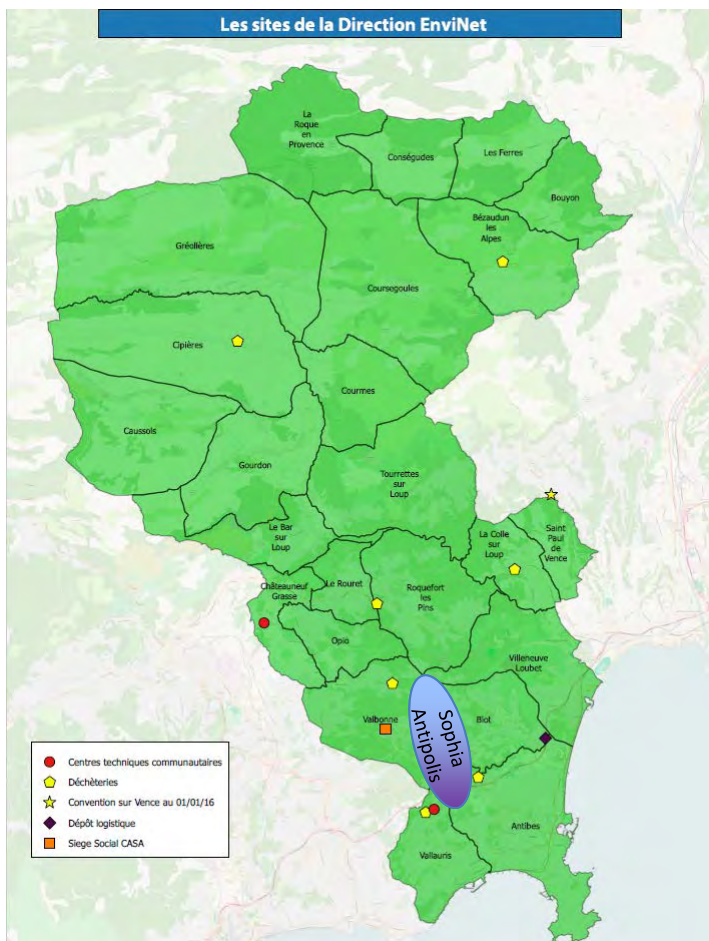 Les sites de la Direction EnviNet
La
Roque
en
Provence
Conségudes
Les Ferres
Bouyon
Bézaudun
les
Alpes
Gréolières
Coursegoules
Cipières
Courmes
Caussols
Gourdon
Tourrettes
sur
Loup
Le Bar
sur
Loup
La Colle
sur
Loup
Saint
Paul
de
Vence
Châteauneuf
Grasse
Le Rouret
Roquefort
les
Pins
Opio
Villeneuve
Loubet
Valbonne
Sophia
Antipolis
Biot
Antibes
Vallauris
Centres techniques communautaires
Déchèteries
Convention sur Vence au 01/01/16
Dépôt logistique
Siege Social CASA